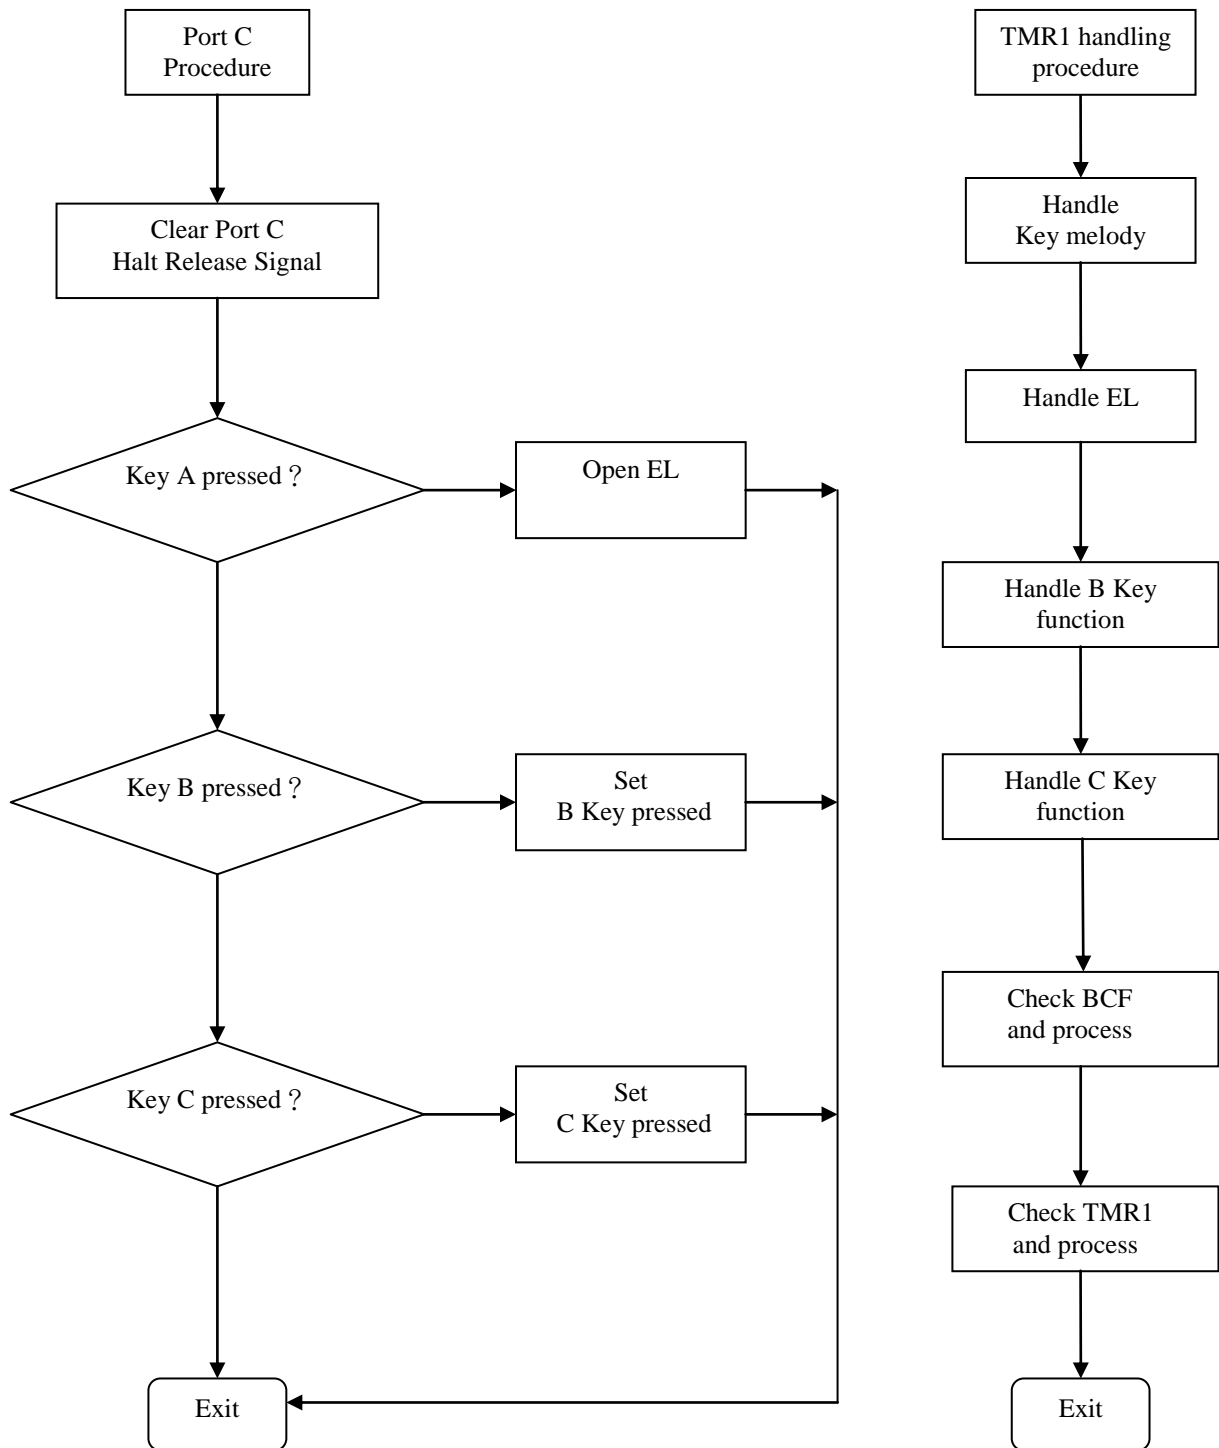 Port C
Procedure
Clear Port C
Halt Release Signal
Key A pressed？
Open EL
Key B pressed？
Set
B Key pressed
Key C pressed？
Set
C Key pressed
Exit
TMR1 handling
procedure
Handle
Key melody
Handle EL
Handle B Key
function
Handle C Key
function
Check BCF
and process
Check TMR1
and process
Exit